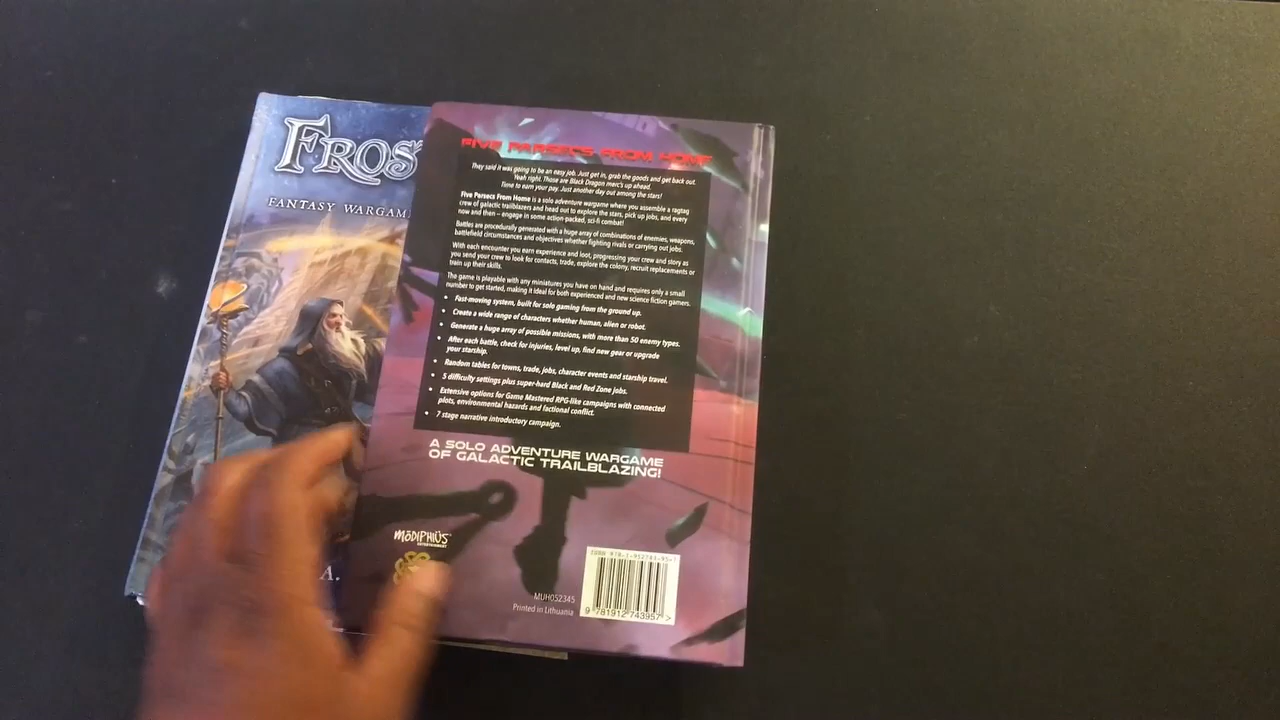 FROS
FANTASY WARGAM
A.
FIVE PARSECS FROM HOME
They said it was going to be an easy job. Just get in, grab the goods and get back out.
Yeah right. Those are Black Dragon merc's up ahead.
Time to earn your pay. Just another day out among the stars!
Five Parsecs From Home is a solo adventure wargame where you assemble a ragtag
crew of galactic trailblazers and head out to explore the stars, pick up jobs, and every
now and then – engage in some action-packed, sci-fi combat!
Battles are procedurally generated with a huge array of combinations of enemies, weapons,
battlefield circumstances and objectives whether fighting rivals or carrying out jobs.
With each encounter you earn experience and loot, progressing your crew and story as
you send your crew to look for contacts, trade, explore the colony, recruit replacements or
train up their skills.
The game is playable with any miniatures you have on hand and requires only a small
number to get started, making it ideal for both experienced and new science fiction gamers.
• Fast-moving system, built for solo gaming from the ground up.
• Create a wide range of characters whether human, alien or robot.
• Generate a huge array of possible missions, with more than 50 enemy types.
• After each battle, check for injuries, level up, find new gear or upgrade
your starship.
• Random tables for towns, trade, jobs, character events and starship travel.
• 5 difficulty settings plus super-hard Black and Red Zone Jobs.
• Extensive options for Game Mastered RPG-like campaigns with connected
plots, environmental hazards and factional conflict.
• 7 stage narrative introductory campaign.
A SOLO ADVENTURE WARGAME
OF GALACTIC TRAILBLAZING!
MODIPHIUS
ENTERTAINMENT
MUH052345
Printed in Lithuania
9 781912 743957 >